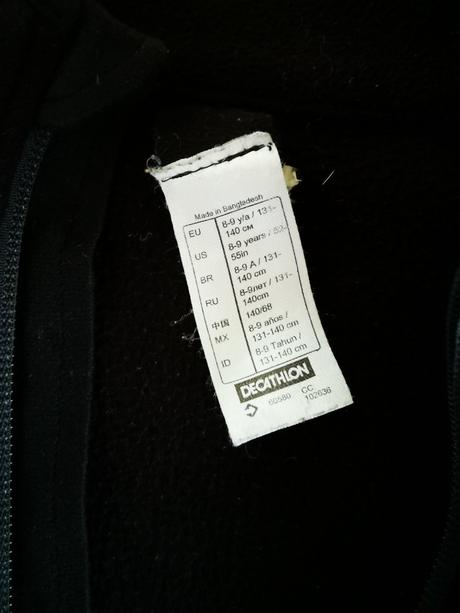 Made in Bangladesh
EU 8-9 y/a / 131-
140 см
US 8-9 years / 52-
55in
BR 8-9 A / 131-
140 cm
RU 8-9лет / 131-
140cm
中国 140/68
MX 8-9 años /
131-140 cm
ID 8-9 Tahun /
131-140 cm
DECATHLON
60580 CC:
102636